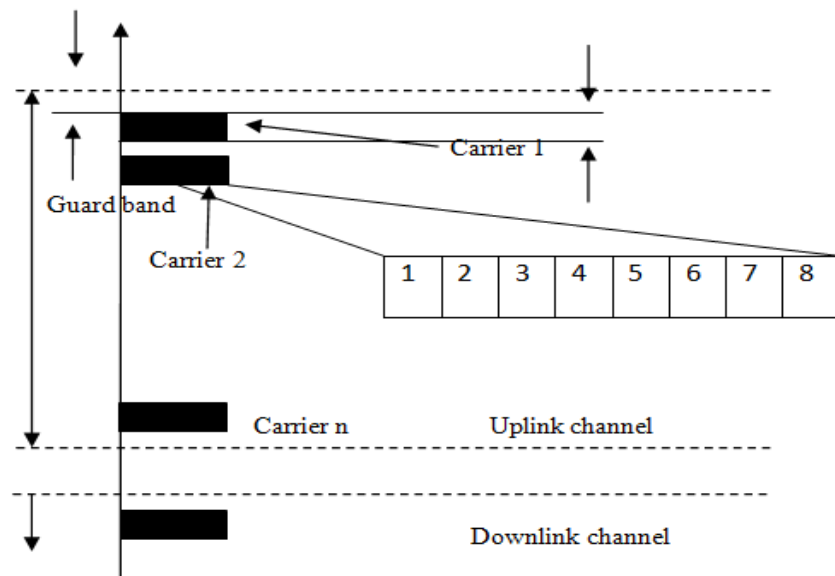 Carrier 1
Guard band
Carrier 2
1 2 3 4 5 6 7 8
Carrier n
Uplink channel
Downlink channel